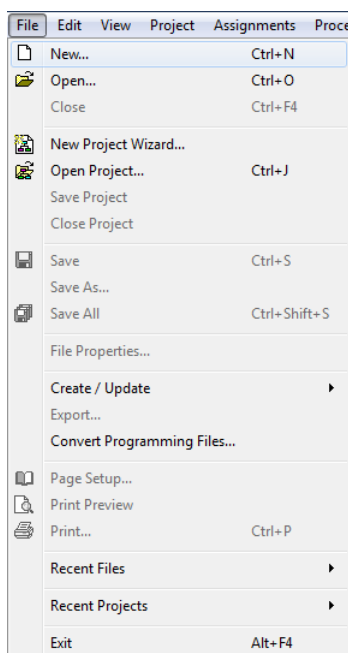 File Edit View Project Assignments Proce
New... Ctrl+N
Open... Ctrl+O
Close Ctrl+F4
New Project Wizard...
Open Project... Ctrl+J
Save Project
Close Project
Save Ctrl+S
Save As...
Save All Ctrl+Shift+S
File Properties...
Create / Update
Export...
Convert Programming Files...
Page Setup...
Print Preview
Print... Ctrl+P
Recent Files
Recent Projects
Exit Alt+F4